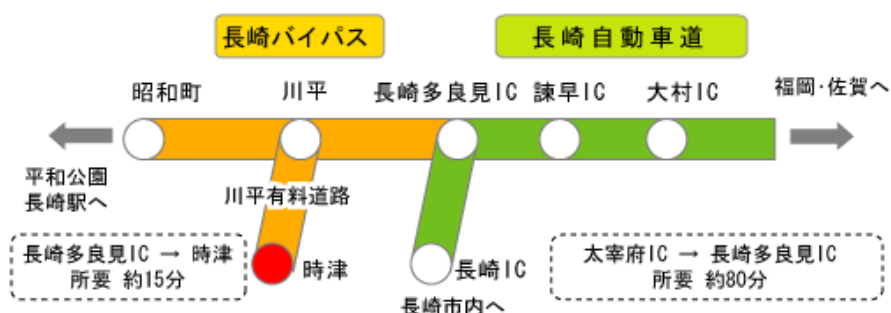 長崎バイパス
長崎自動車道
昭和町
川平
長崎多良見IC
諫早IC
大村IC
福岡・佐賀へ
平和公園
長崎駅へ
川平有料道路
長崎多良見IC → 時津
所要 約15分
時津
長崎IC
長崎市内へ
太宰府IC → 長崎多良見IC
所要 約80分